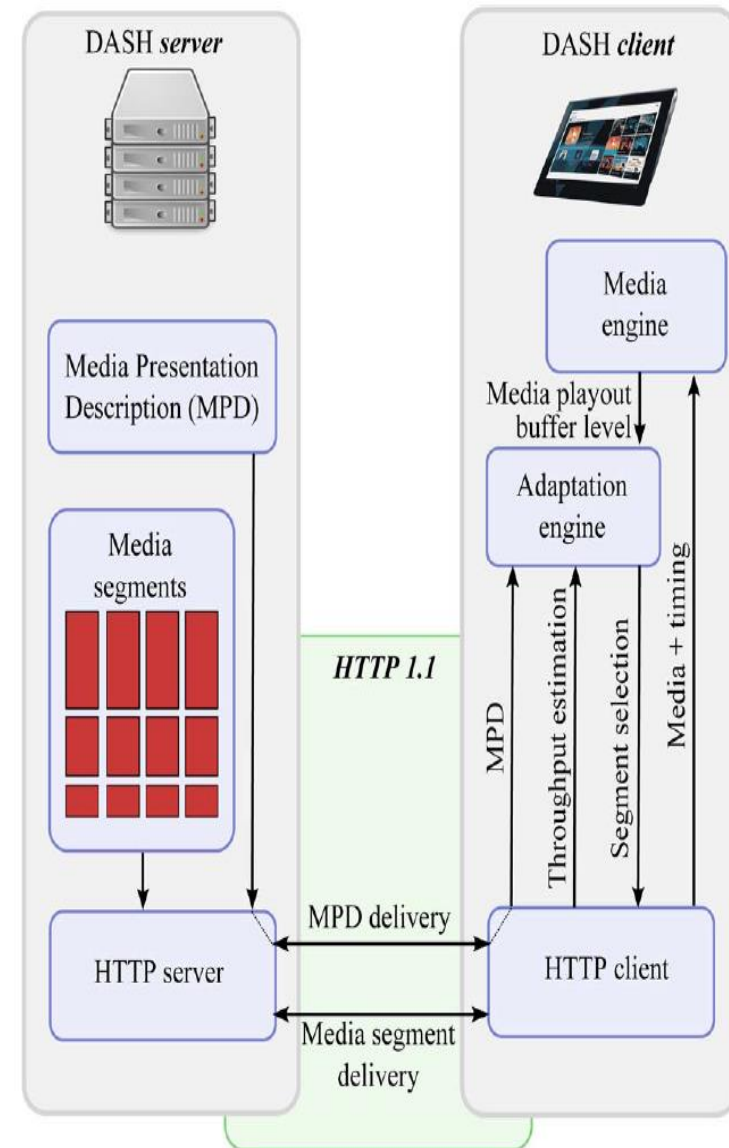 DASH server
Media Presentation
Description (MPD)
Media
segments
HTTP server
HTTP 1.1
MPD delivery
Media segment
delivery
DASH client
Media
engine
Media playout
buffer level
Adaptation
engine
MPD
Throughput estimation
Segment selection
Media + timing
HTTP client